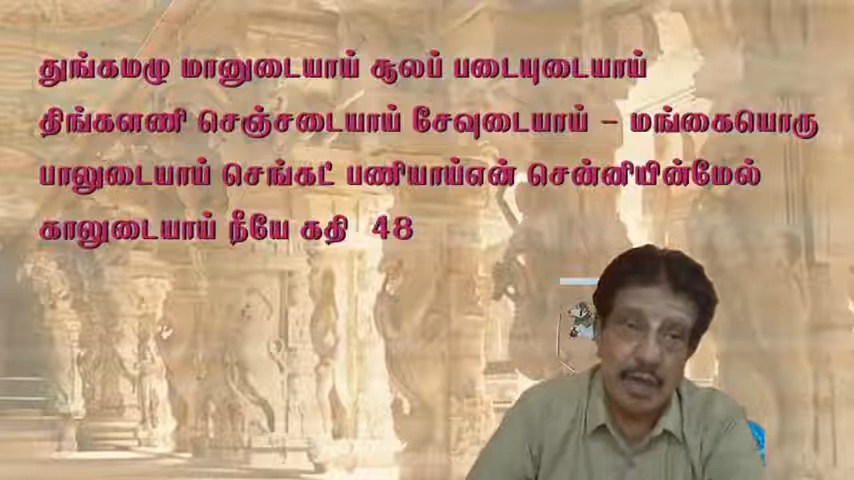 துங்கமழு மானுடையாய் சூலப் படையுடையாய்
திங்களணி செஞ்சடையாய் சேவுடையாய் – மங்கையொரு
பாலுடையாய் செங்கட் பணியாய்என் சென்னியின்மேல்
காலுடையாய் நீயே கதி 48